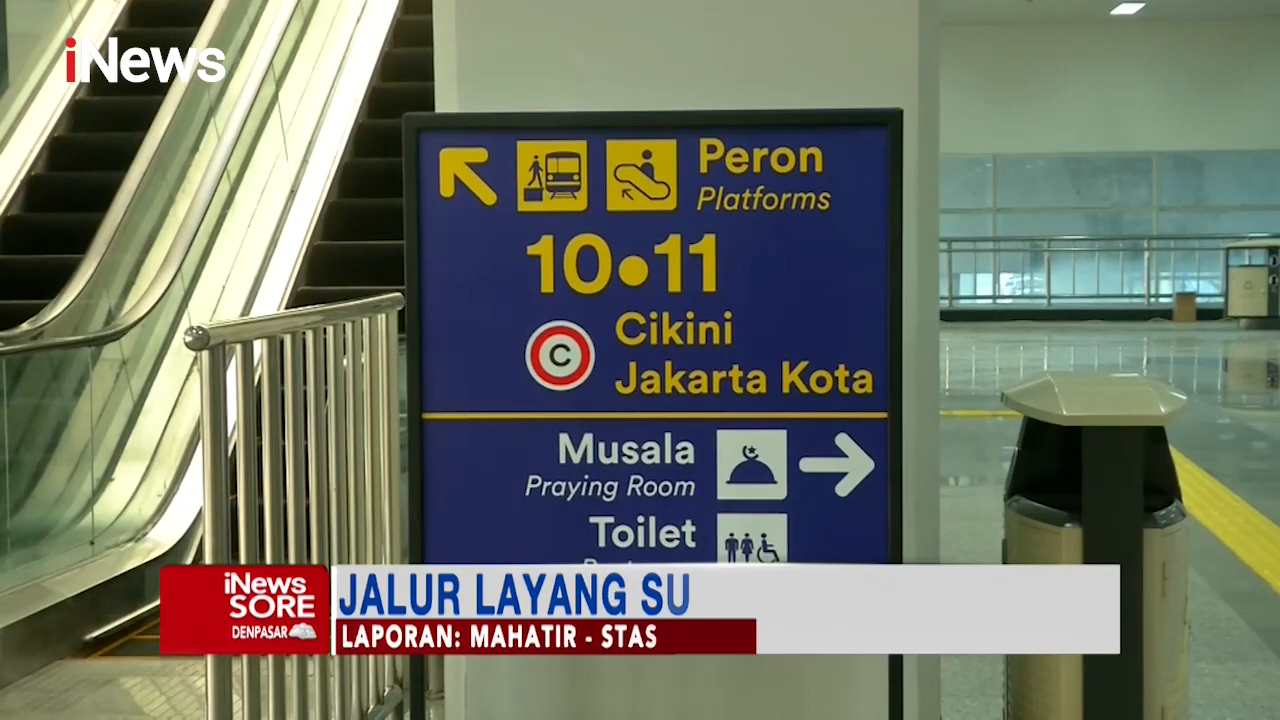 iNews
Peron
Platforms
10•11
C
Cikini
Jakarta Kota
Musala
Praying Room
Toilet
iNews
SORE
DENPASAR
JALUR LAYANG SU
LAPORAN: MAHATIR - STAS